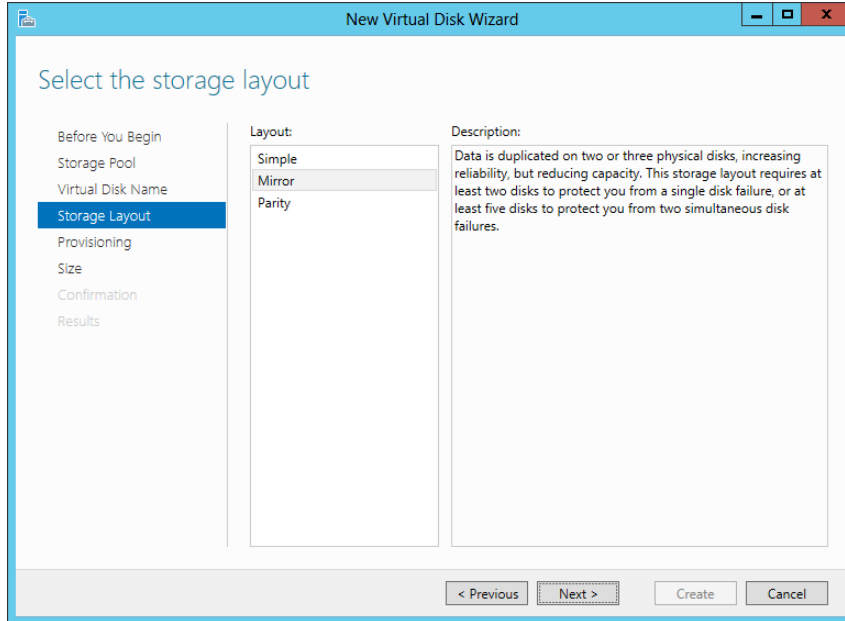 New Virtual Disk Wizard
Select the storage layout
Before You Begin
Storage Pool
Virtual Disk Name
Storage Layout
Provisioning
Size
Confirmation
Results
Layout:
Simple
Mirror
Parity
Description:
Data is duplicated on two or three physical disks, increasing
reliability, but reducing capacity. This storage layout requires at
least two disks to protect you from a single disk failure, or at
least five disks to protect you from two simultaneous disk
failures.
< Previous
Next >
Create
Cancel